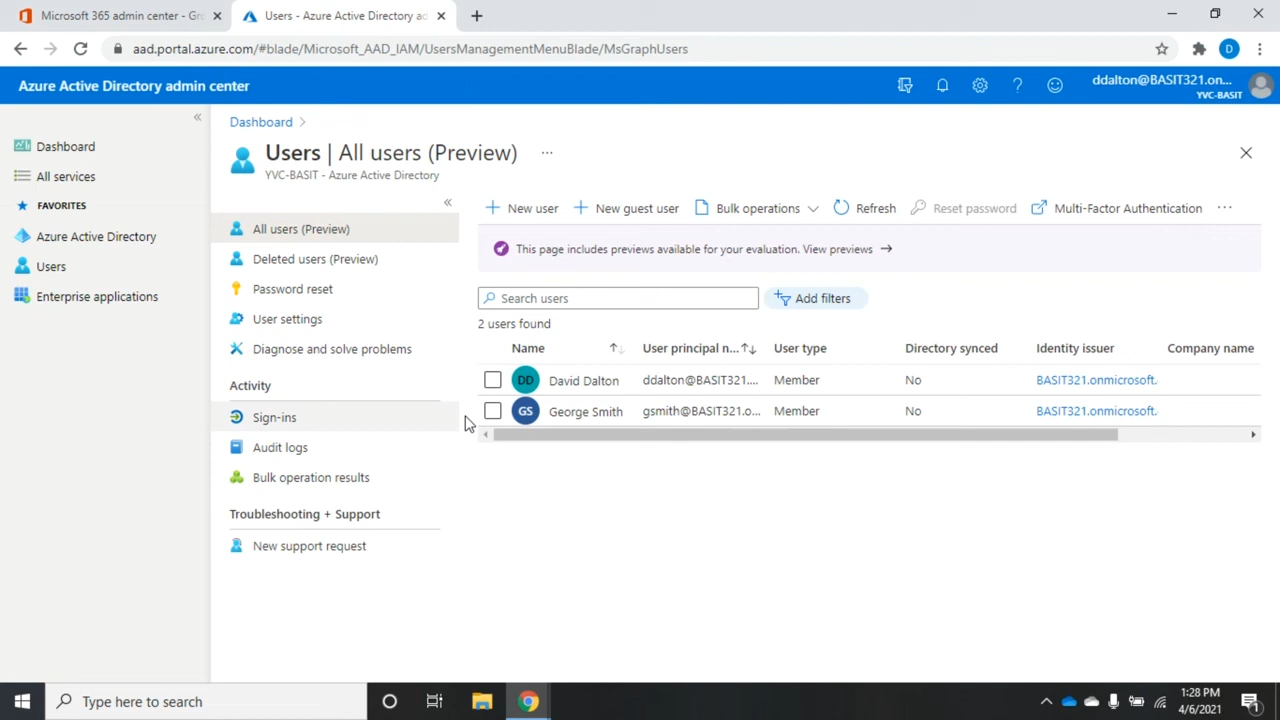 Microsoft 365 admin center - Gro
Users - Azure Active Directory ad
aad.portal.azure.com/#blade/Microsoft_AAD_IAM/UsersManagementMenuBlade/MsGraphUsers
D
Azure Active Directory admin center
ddalton@BASIT321.on...
YVC-BASIT
Dashboard
All services
FAVORITES
Azure Active Directory
Users
Enterprise applications
Dashboard
Users | All users (Preview)
YVC-BASIT - Azure Active Directory
All users (Preview)
Deleted users (Preview)
Password reset
User settings
Diagnose and solve problems
Activity
Sign-ins
Audit logs
Bulk operation results
Troubleshooting + Support
New support request
New user
New guest user
Bulk operations
Refresh
Reset password
Multi-Factor Authentication
This page includes previews available for your evaluation. View previews
Search users
Add filters
2 users found
Name User principal n... User type Directory synced Identity issuer Company name
DD David Dalton ddalton@BASIT321.... Member No BASIT321.onmicrosoft.
GS George Smith gsmith@BASIT321.o... Member No BASIT321.onmicrosoft.
Type here to search
1:28 PM
4/6/2021
1